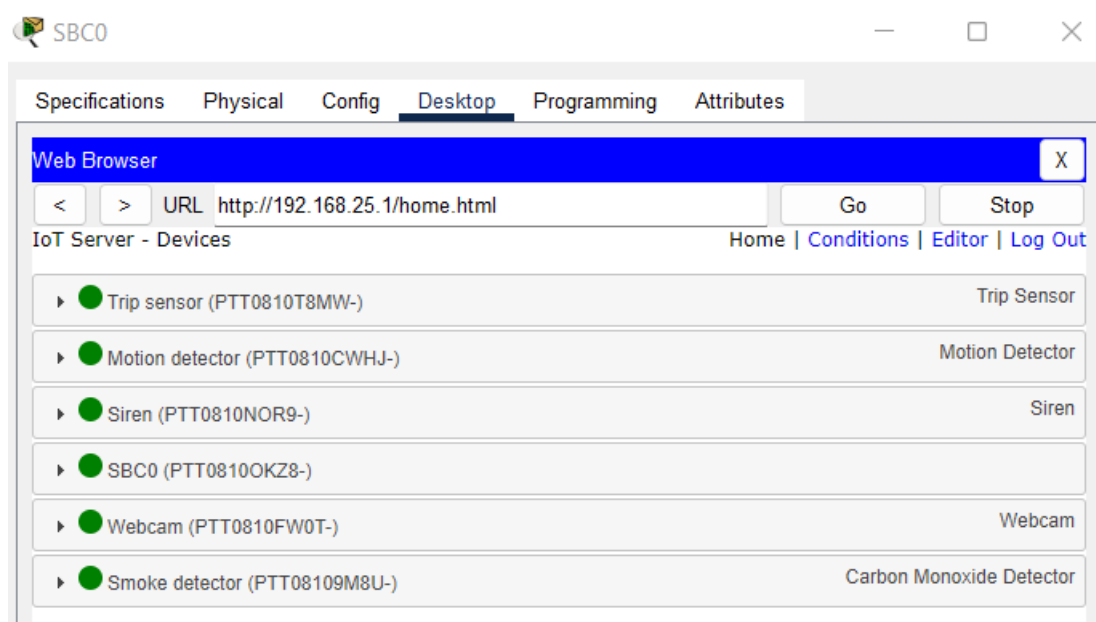 SBC0
Specifications Physical Config Desktop Programming Attributes
Web Browser X
< > URL http://192.168.25.1/home.html Go Stop
IoT Server - Devices Home | Conditions | Editor | Log Out
Trip sensor (PTT0810T8MW-) Trip Sensor
Motion detector (PTT0810CWHJ-) Motion Detector
Siren (PTT0810NOR9-) Siren
SBC0 (PTT0810OKZ8-)
Webcam (PTT0810FW0T-) Webcam
Smoke detector (PTT08109M8U-) Carbon Monoxide Detector